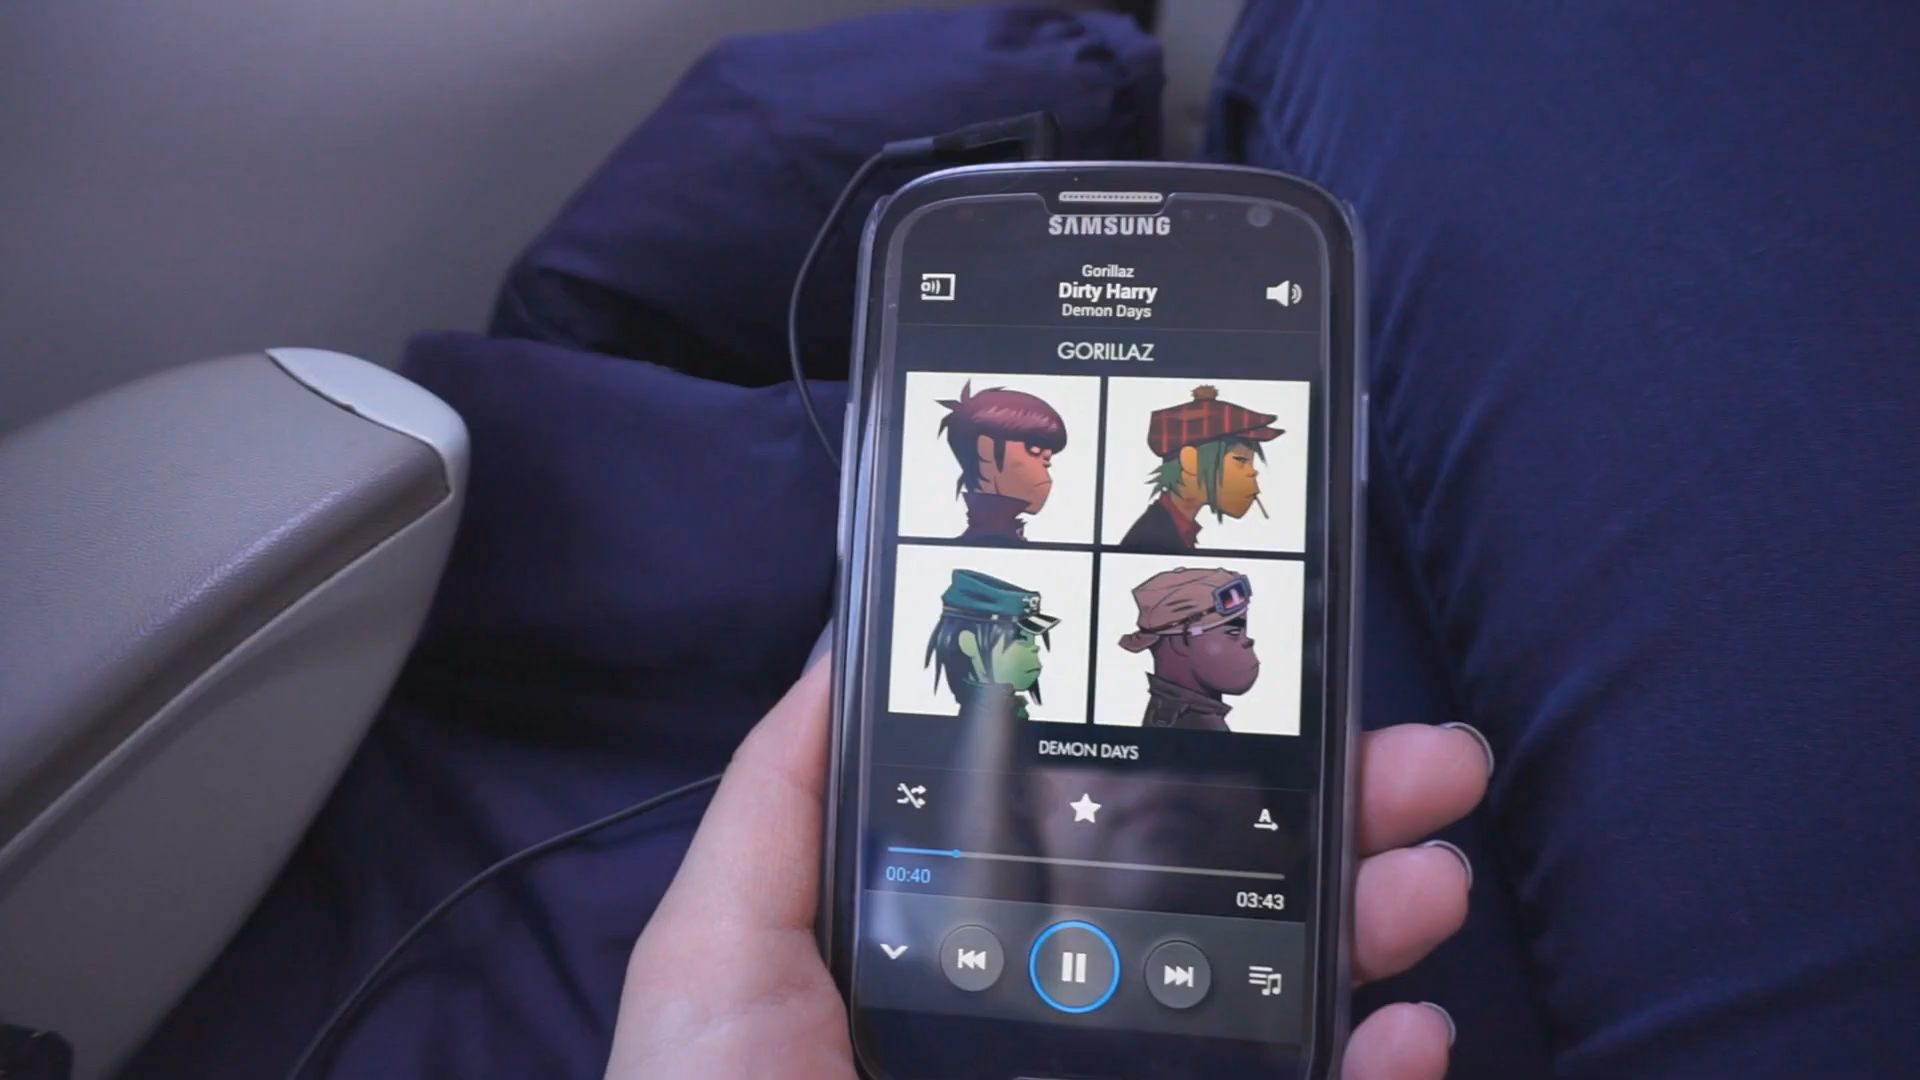 SAMSUNG
Gorillaz
Dirty Harry
Demon Days
GORILLAZ
DEMON DAYS
A
00:40
03:43